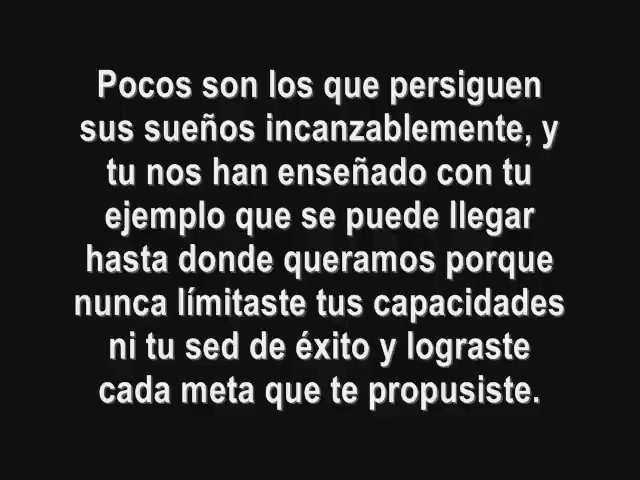 Pocos son los que persiguen
sus sueños incanzablemente, y
tu nos han enseñado con tu
ejemplo que se puede llegar
hasta donde queramos porque
nunca límitaste tus capacidades
ni tu sed de éxito y lograste
cada meta que te propusiste.